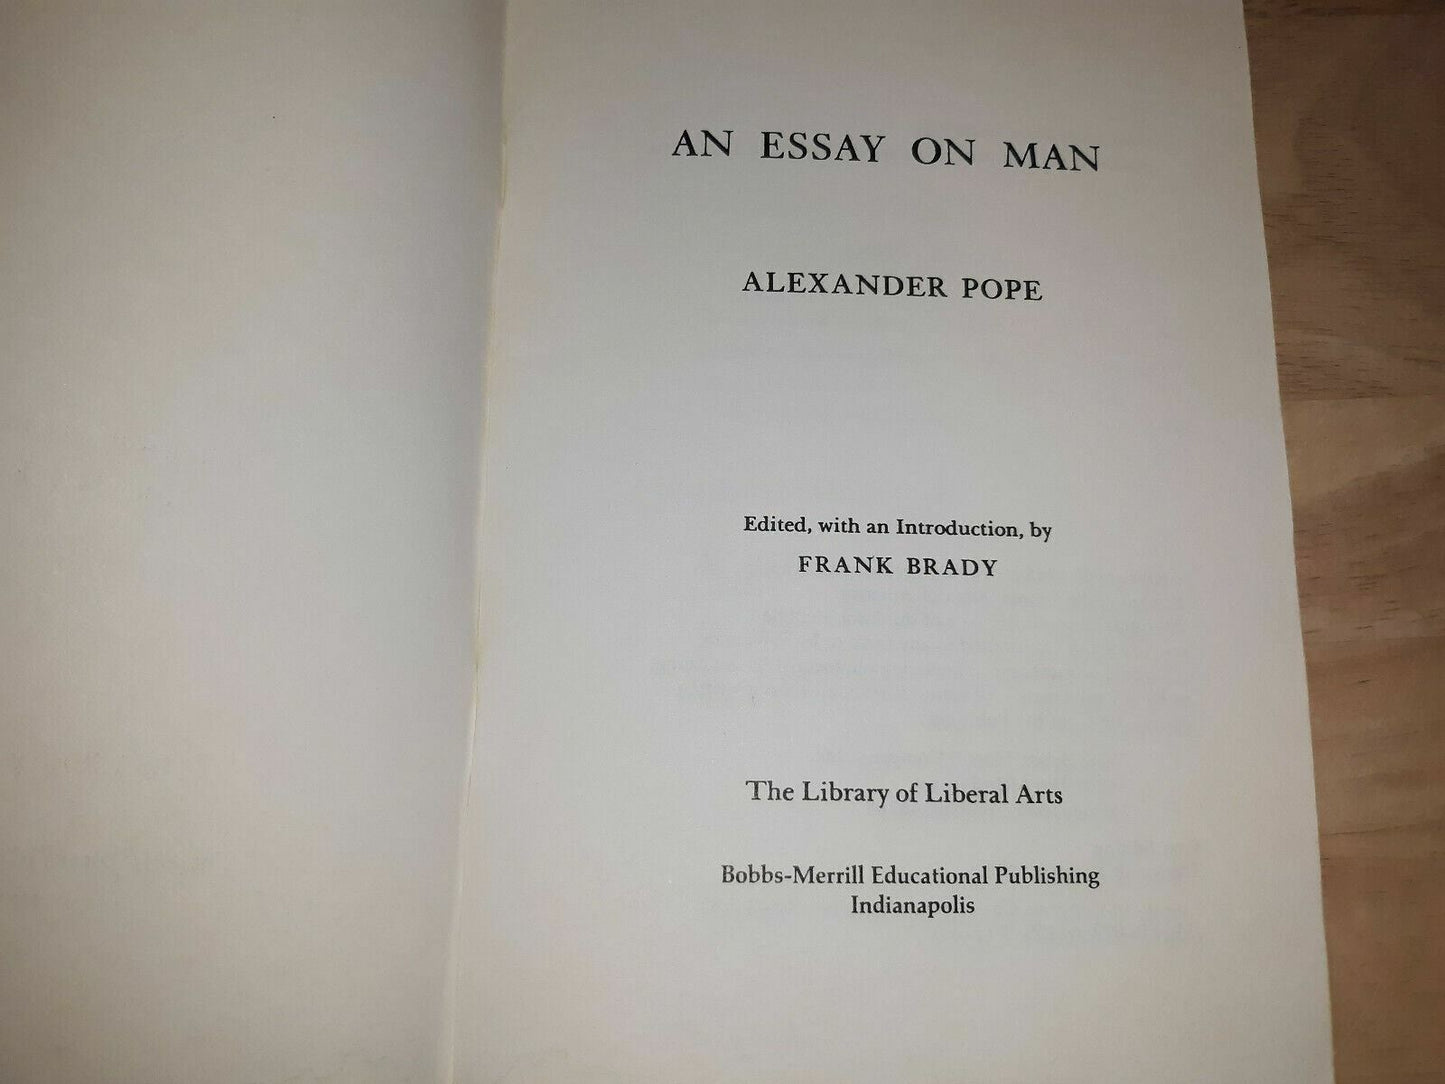 AN ESSAY ON MAN
ALEXANDER POPE
Edited, with an Introduction, by
FRANK BRADY
The Library of Liberal Arts
Bobbs-Merrill Educational Publishing
Indianapolis